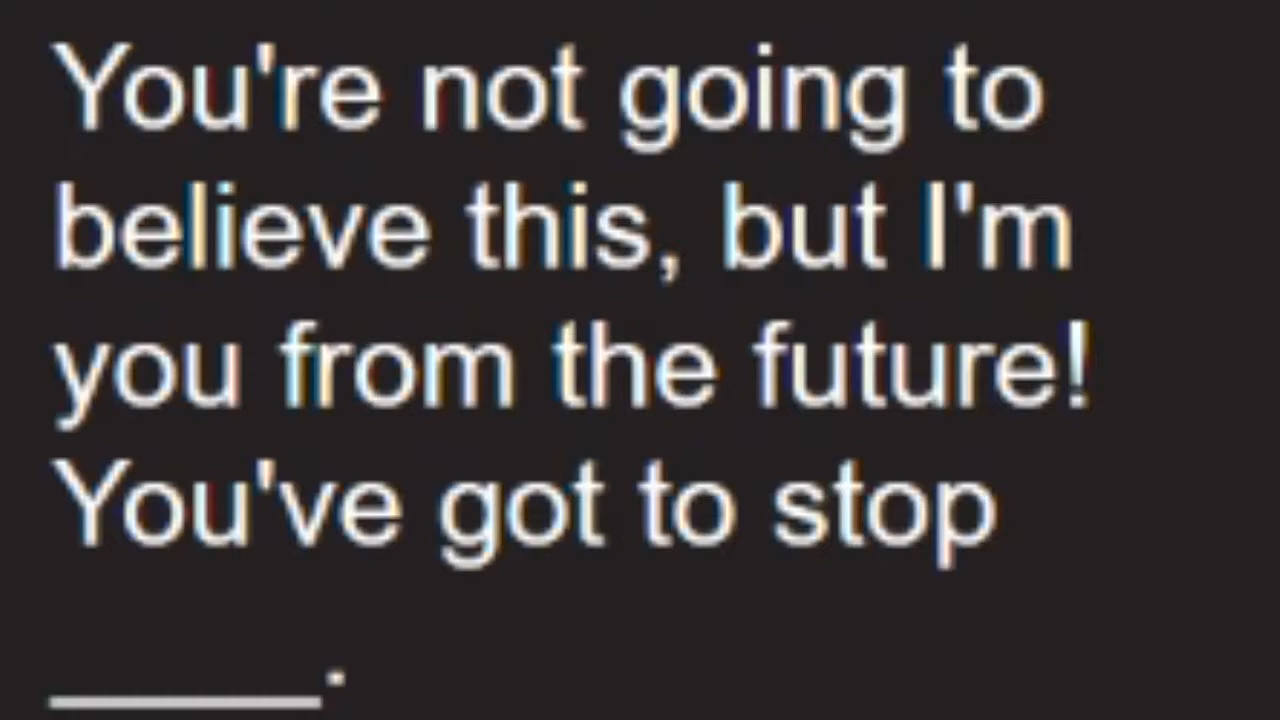 You're not going to
believe this, but I'm
you from the future!
You've got to stop
______.